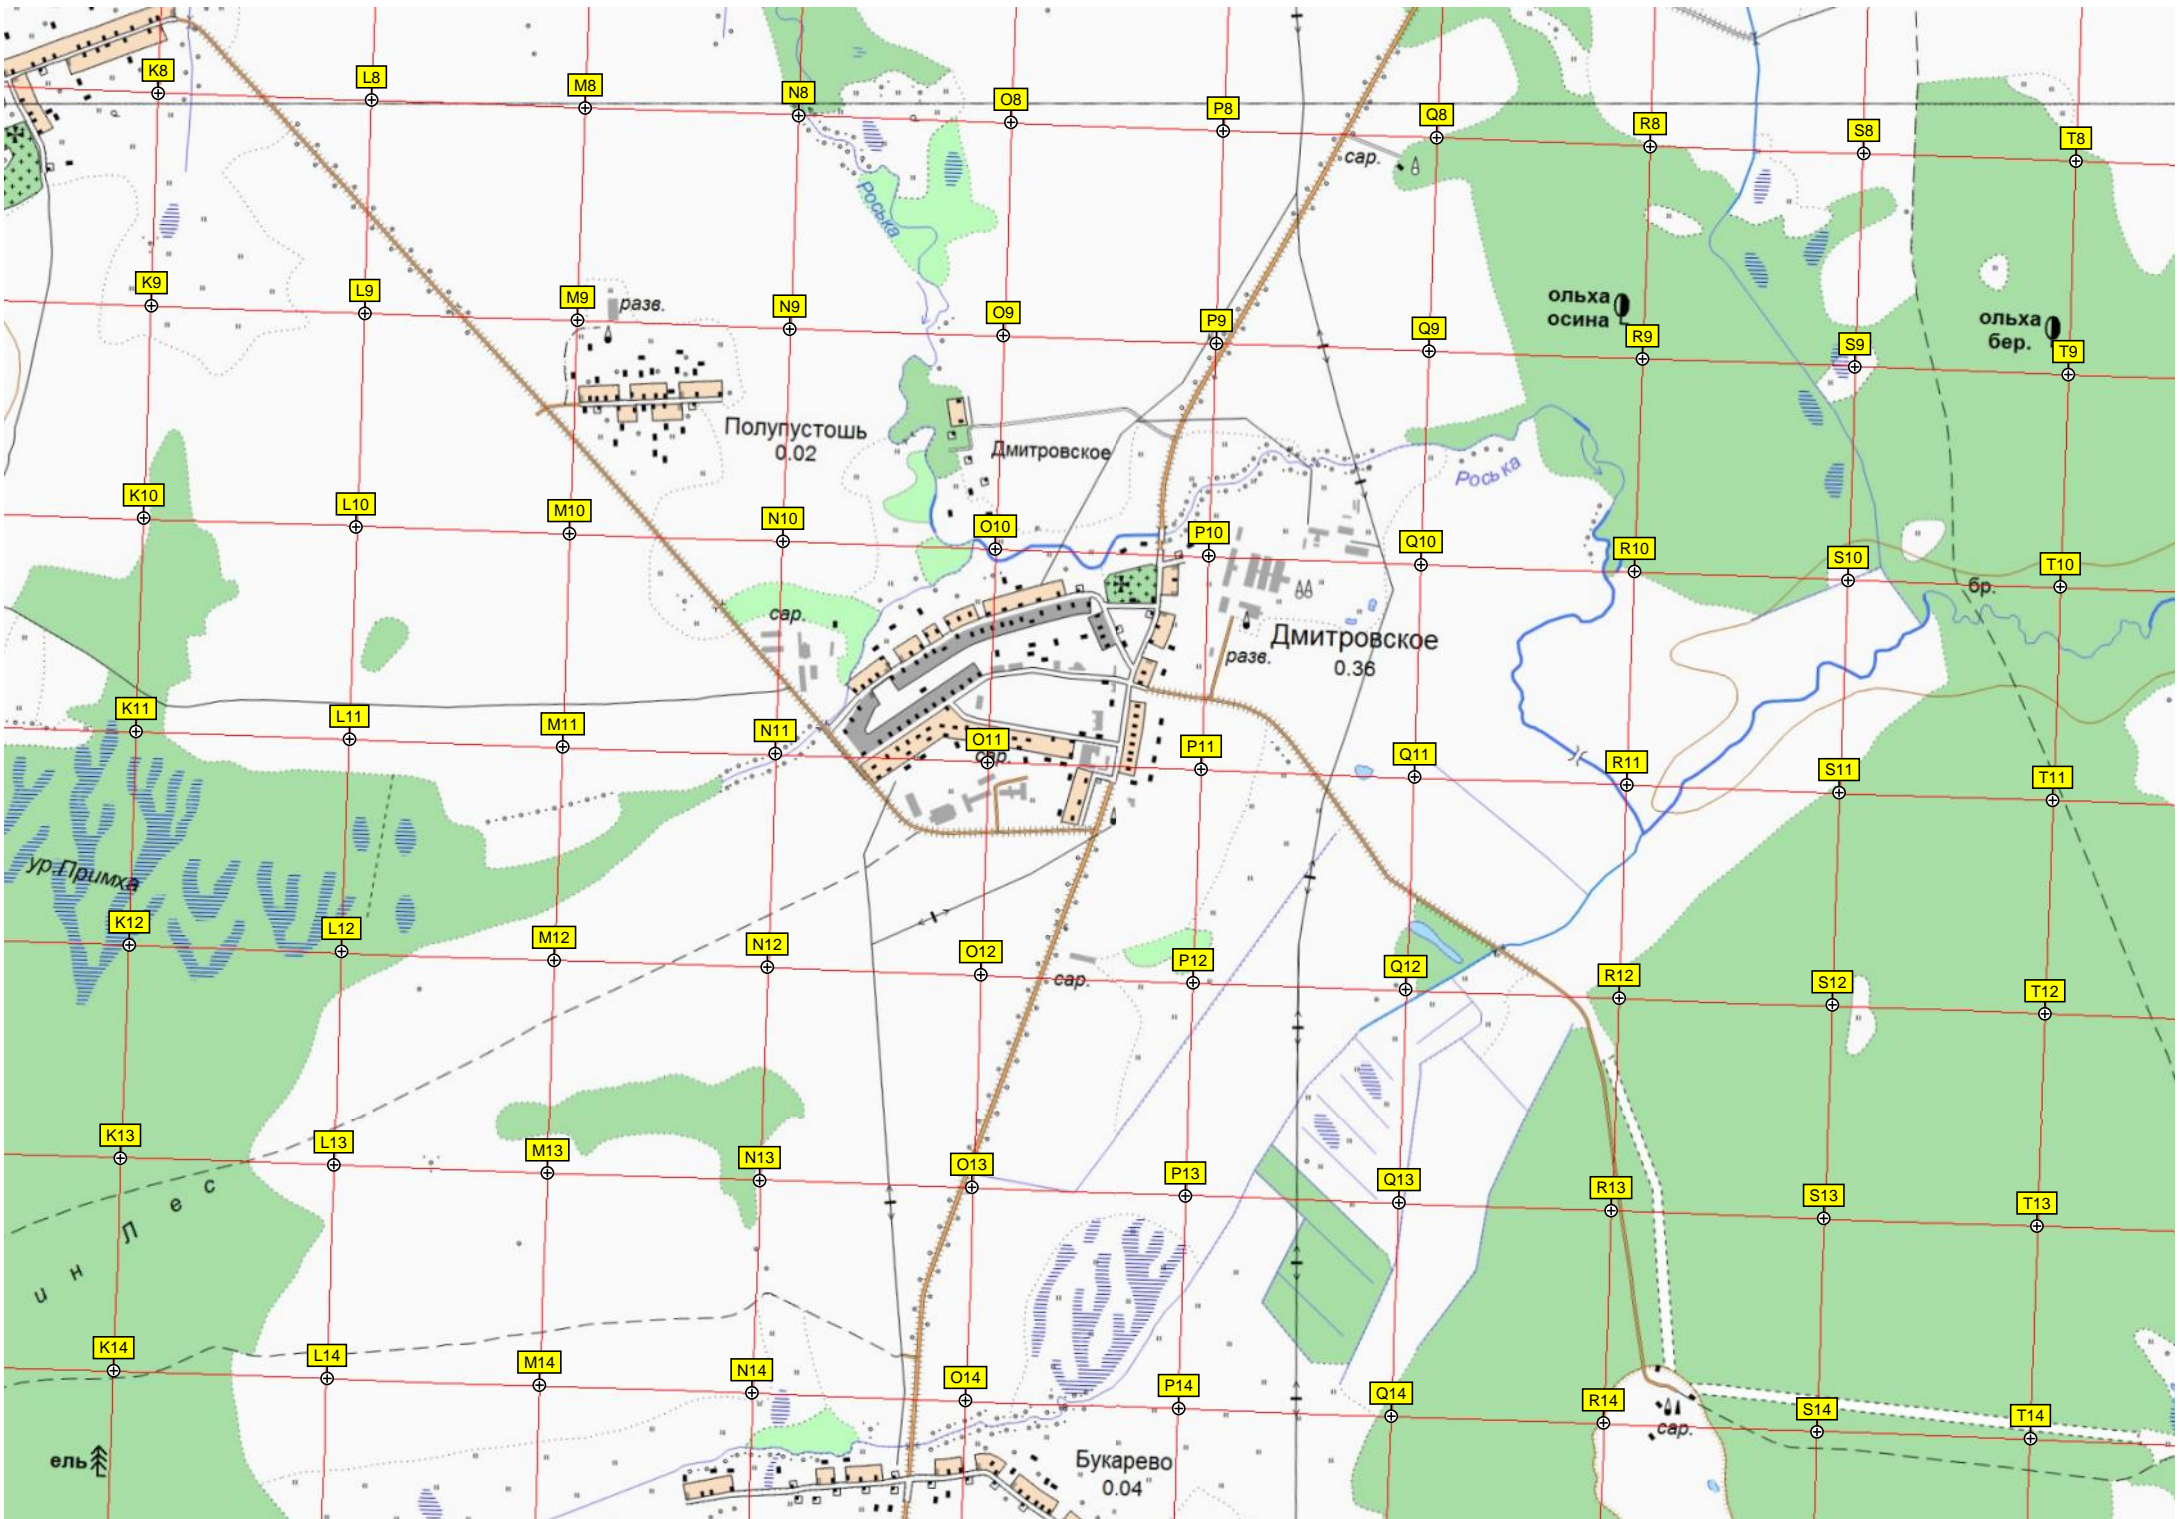 K8
L8
M8
N8
O8
P8
Q8
R8
S8
T8
сар.
Роська
K9
L9
M9
разв.
N9
O9
P9
Q9
ольха
осина
R9
S9
ольха
бер.
T9
Полупустошь
0.02
Дмитровское
Роська
K10
L10
M10
N10
O10
P10
Q10
R10
S10
T10
бр.
сар.
Дмитровское
0.36
разв.
K11
L11
M11
N11
O11
сар.
P11
Q11
R11
S11
T11
ур.Примха
K12
L12
M12
N12
O12
P12
Q12
R12
S12
T12
сар.
K13
L13
M13
N13
O13
P13
Q13
R13
S13
T13
и н Л е с
K14
L14
M14
N14
O14
P14
Q14
R14
S14
T14
сар.
ель
Букарево
0.04